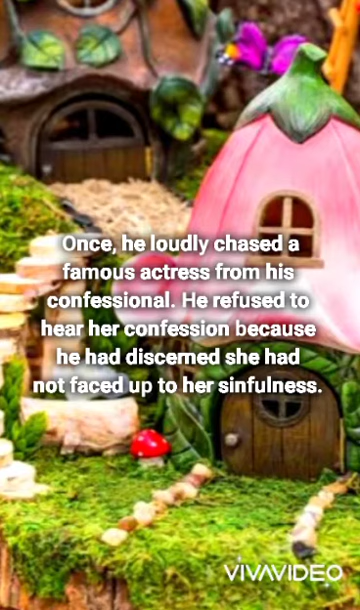 Once, he loudly chased a
famous actress from his
confessional. He refused to
hear her confession because
he had discerned she had
not faced up to her sinfulness.
VIVAVIDEO